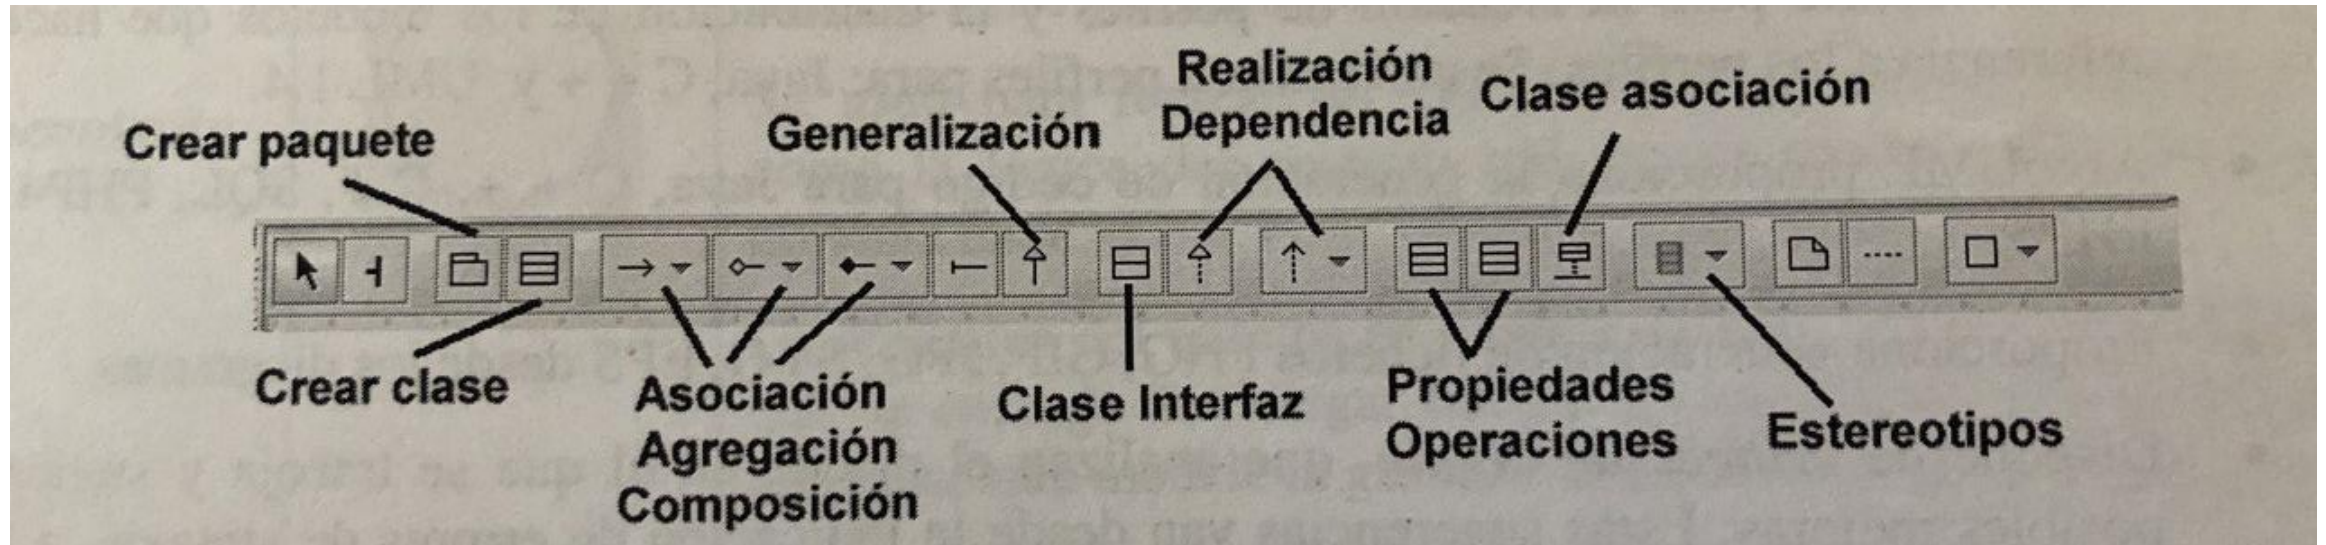 Crear paquete
Generalización
Realización
Dependencia
Clase asociación
Crear clase
Asociación
Agregación
Composición
Clase Interfaz
Propiedades
Operaciones
Estereotipos